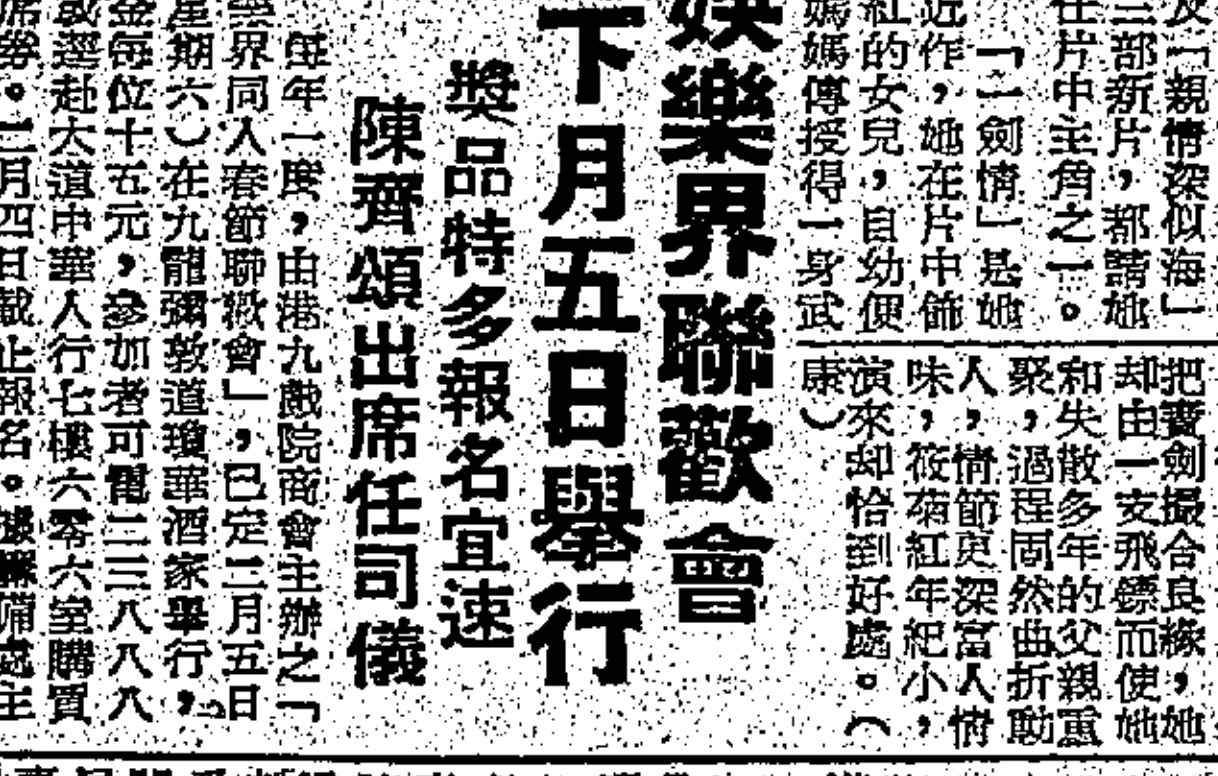 及「親情深似海」
三部新片，都請她
任片中主角之一。
「一劍情」是她
近作，她在片中飾
紅的女兒，自幼便
媽媽傳授得一身武
把寶劍撮合良緣，她
却由一支飛鏢而使她
和失散多年的父親重
聚，過程固然曲折動
人，情節更深富人情
味，筱菊紅年紀小，
演來却恰到好處。（
康）
娛樂界聯歡會
下月五日舉行
獎品特多報名宜速
陳齊頌出席任司儀
每年一度，由港九戲院商會主辦之「
樂界同人春節聯歡會」，已定二月五日
星期六）在九龍彌敦道瓊華酒家舉行，
金每位十五元，參加者可電二三八八八
或逕赴大道中華人行七樓六零六室購買
席券。二月四日截止報名。據籌備處主